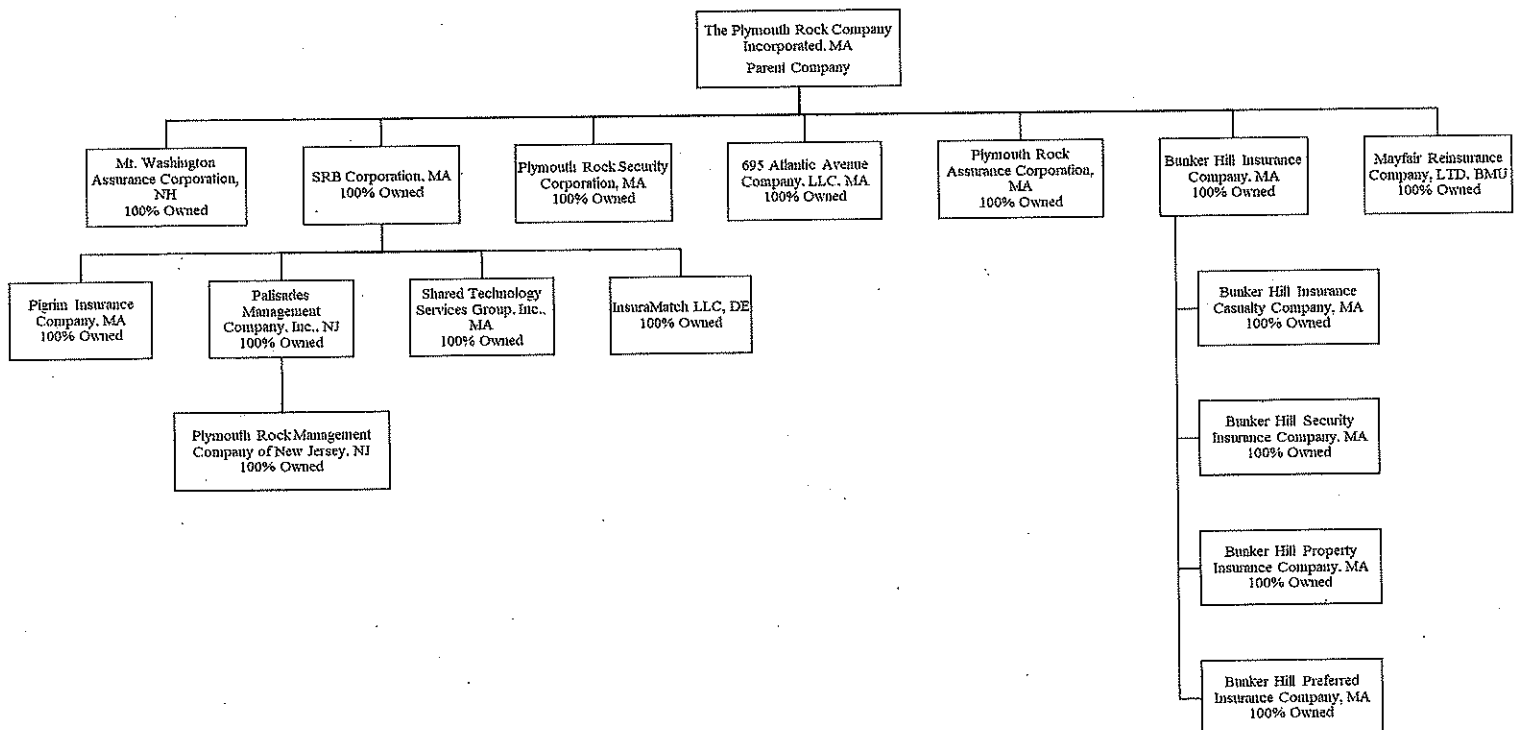 The Plymouth Rock Company
Incorporated, MA
Parent Company
Mt. Washington
Assurance Corporation,
NH
100% Owned
SRB Corporation, MA
100% Owned
Plymouth Rock Security
Corporation, MA
100% Owned
695 Atlantic Avenue
Company, LLC, MA
100% Owned
Plymouth Rock
Assurance Corporation,
MA
100% Owned
Bunker Hill Insurance
Company, MA
100% Owned
Mayfair Reinsurance
Company, LTD, BMU
100% Owned
Pigrim Insurance
Company, MA
100% Owned
Palisades
Management
Company, Inc., NJ
100% Owned
Shared Technology
Services Group, Inc.,
MA
100% Owned
InsuraMatch LLC, DE
100% Owned
Bunker Hill Insurance
Casualty Company, MA
100% Owned
Plymouth Rock Management
Company of New Jersey, NJ
100% Owned
Bunker Hill Security
Insurance Company, MA
100% Owned
Bunker Hill Property
Insurance Company, MA
100% Owned
Bunker Hill Preferred
Insurance Company, MA
100% Owned